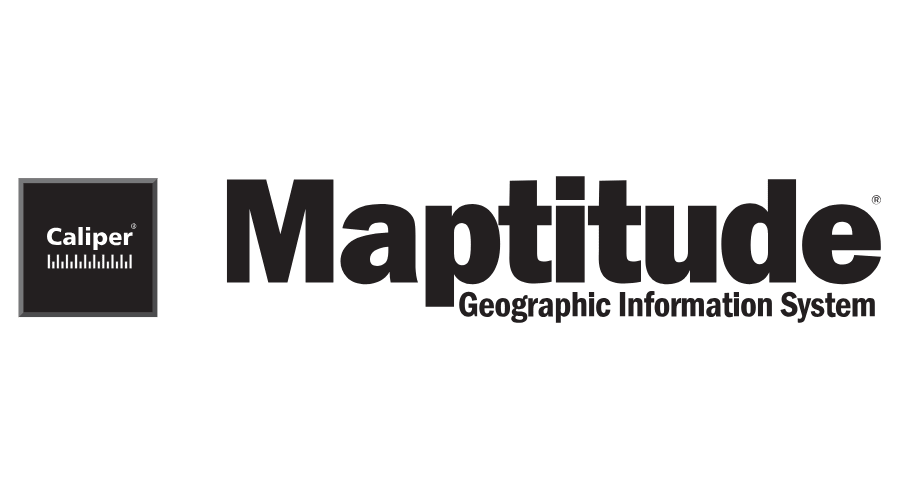 Caliper®
Maptitude®
Geographic Information System